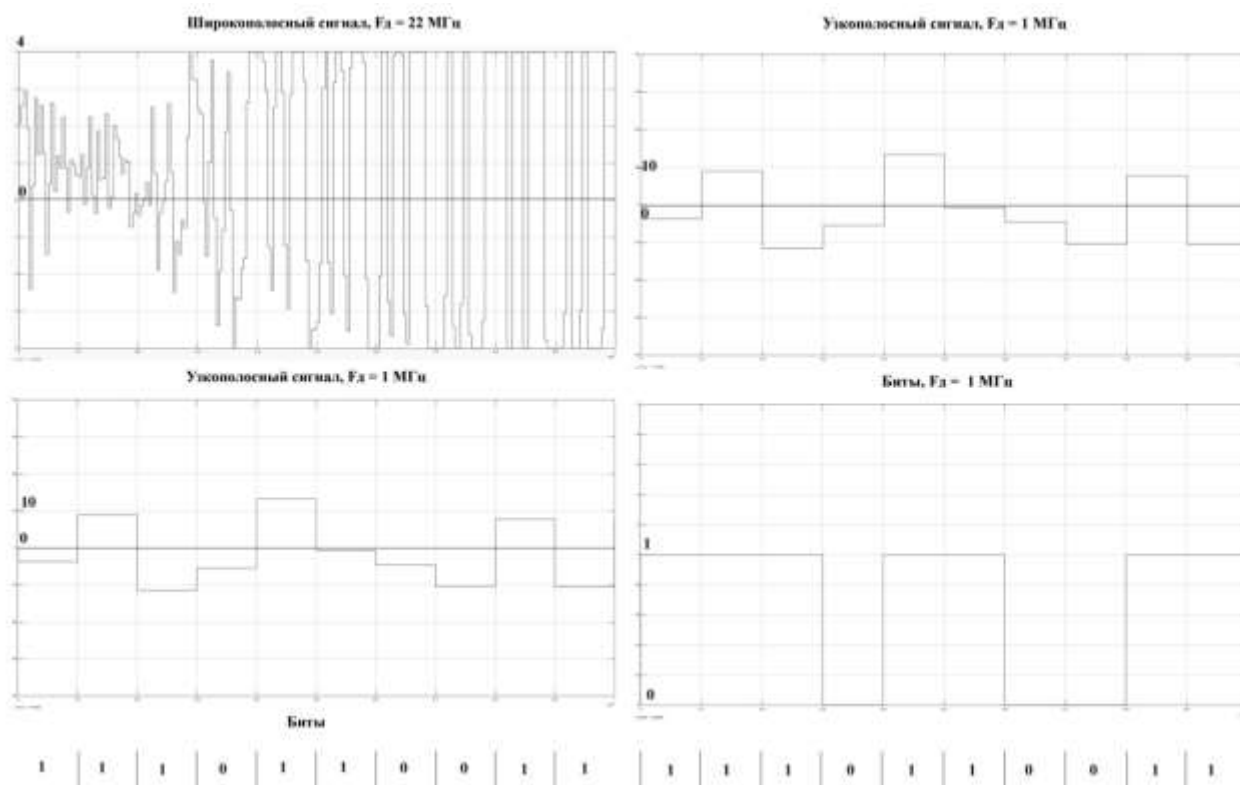 Широкополосный сигнал, Fд = 22 МГц
4
0
Узкополосный сигнал, Fд = 1 МГц
10
0
Узкополосный сигнал, Fд = 1 МГц
10
0
Биты, Fд = 1 МГц
1
0
Биты
1 | 1 | 1 | 0 | 1 | 1 | 0 | 0 | 1 | 1
1 | 1 | 1 | 0 | 1 | 1 | 0 | 0 | 1 | 1